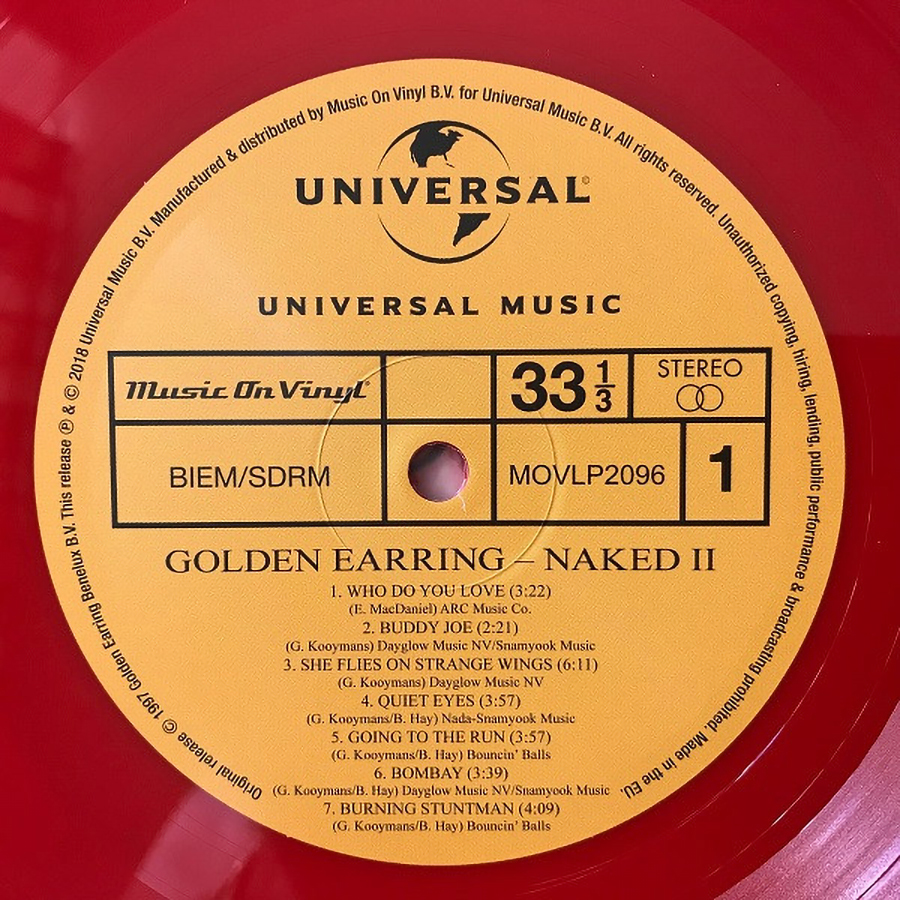 Original release © 1997 Golden Earring Benelux B.V. This release ℗ & © 2018 Universal Music B.V. Manufactured & distributed by Music On Vinyl B.V. for Universal Music B.V. All rights reserved. Unauthorized copying, hiring, lending, public performance & broadcasting prohibited. Made in the EU.
UNIVERSAL©
UNIVERSAL MUSIC
Music On Vinyl®
33 1/3
STEREO
BIEM/SDRM
MOVLP2096
1
GOLDEN EARRING – NAKED II
1. WHO DO YOU LOVE (3:22)
(E. MacDaniel) ARC Music Co.
2. BUDDY JOE (2:21)
(G. Kooymans) Dayglow Music NV/Snamyook Music
3. SHE FLIES ON STRANGE WINGS (6:11)
(G. Kooymans) Dayglow Music NV
4. QUIET EYES (3:57)
(G. Kooymans/B. Hay) Nada-Snamyook Music
5. GOING TO THE RUN (3:57)
(G. Kooymans/B. Hay) Bouncin' Balls
6. BOMBAY (3:39)
(G. Kooymans/B. Hay) Dayglow Music NV/Snamyook Music
7. BURNING STUNTMAN (4:09)
(G. Kooymans/B. Hay) Bouncin' Balls